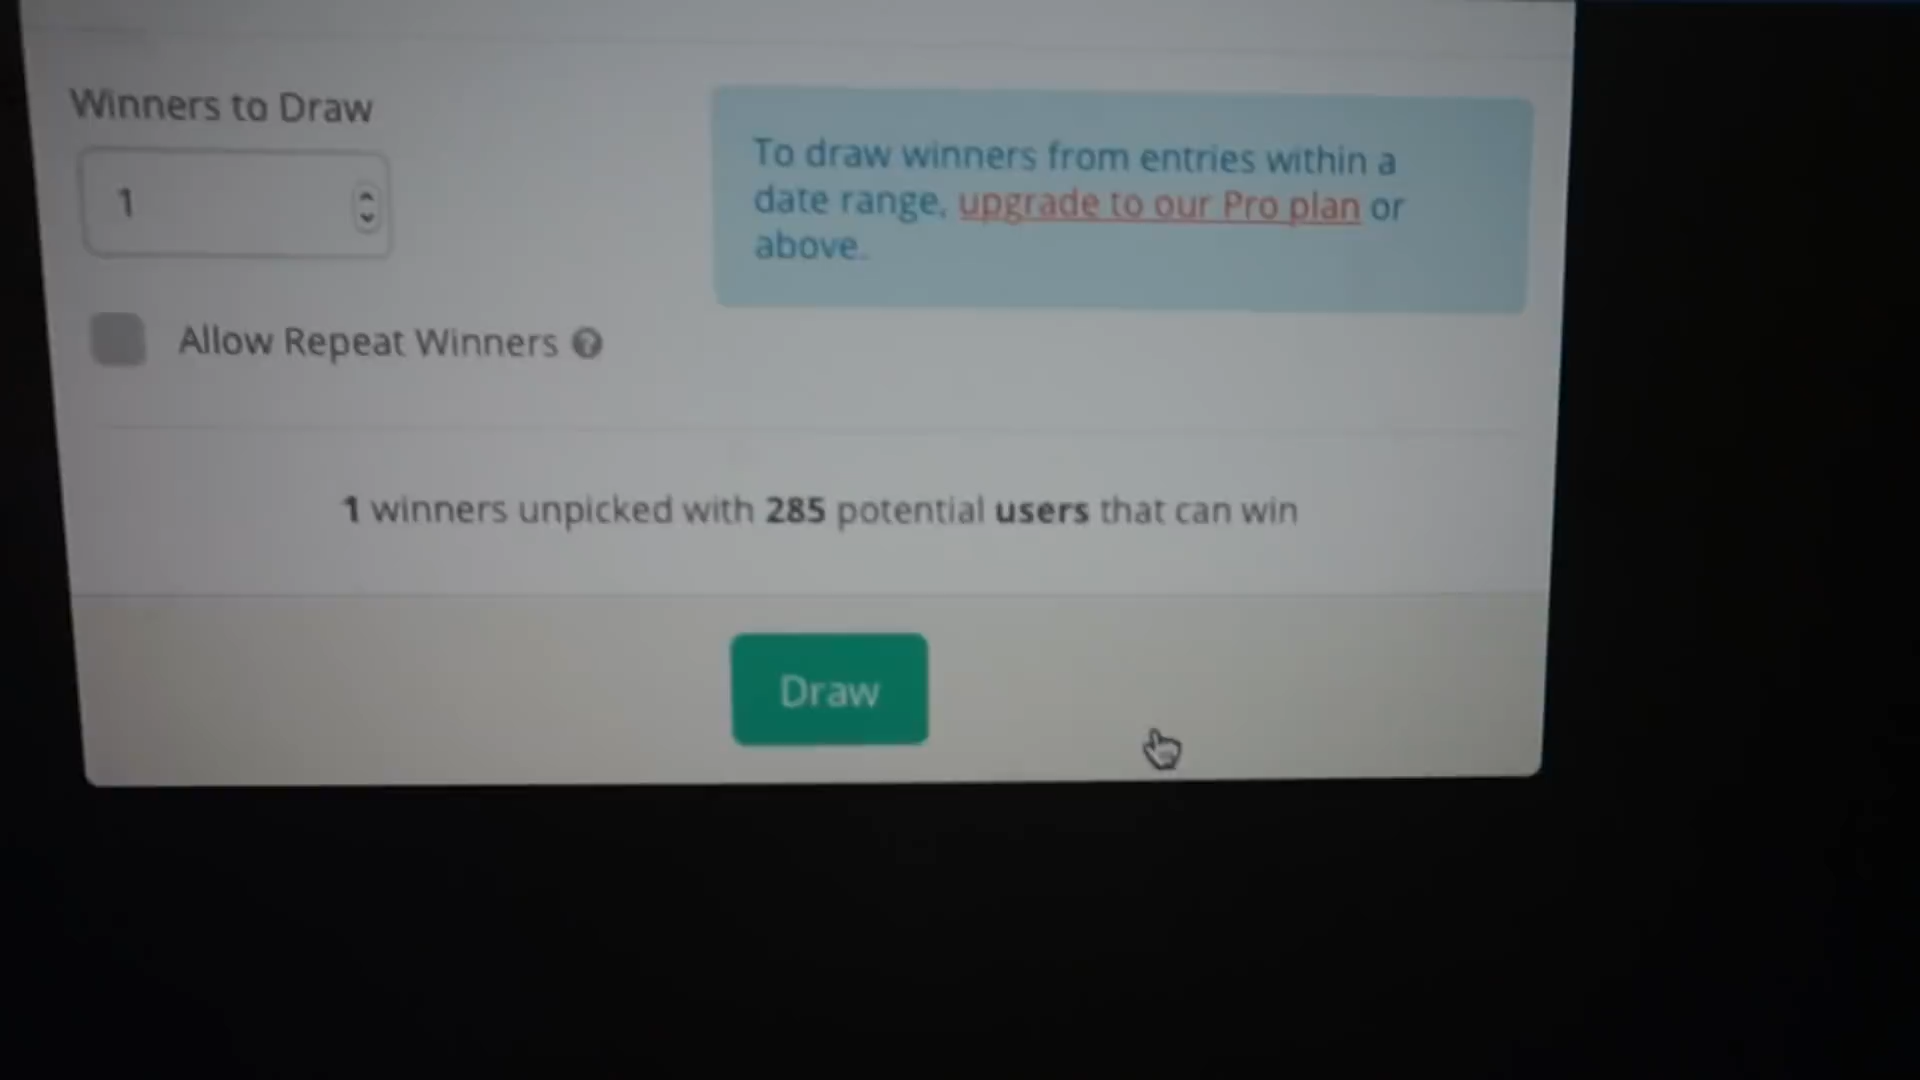 Winners to Draw
1
To draw winners from entries within a
date range, upgrade to our Pro plan or
above.
Allow Repeat Winners ?
1 winners unpicked with 285 potential users that can win
Draw